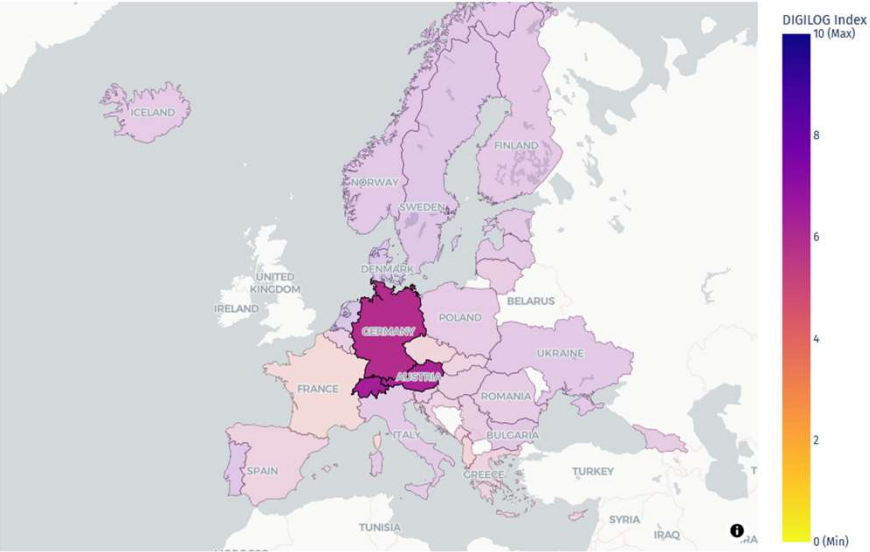 DIGILOG Index
10 (Max)
8
6
4
2
0 (Min)
ICELAND
FINLAND
NORWAY
SWEDEN
DENMARK
UNITED
KINGDOM
IRELAND
BELARUS
GERMANY
POLAND
UKRAINE
AUSTRIA
FRANCE
ROMANIA
ITALY
BULGARIA
SPAIN
GREECE
TURKEY
TUNISIA
SYRIA
IRAQ